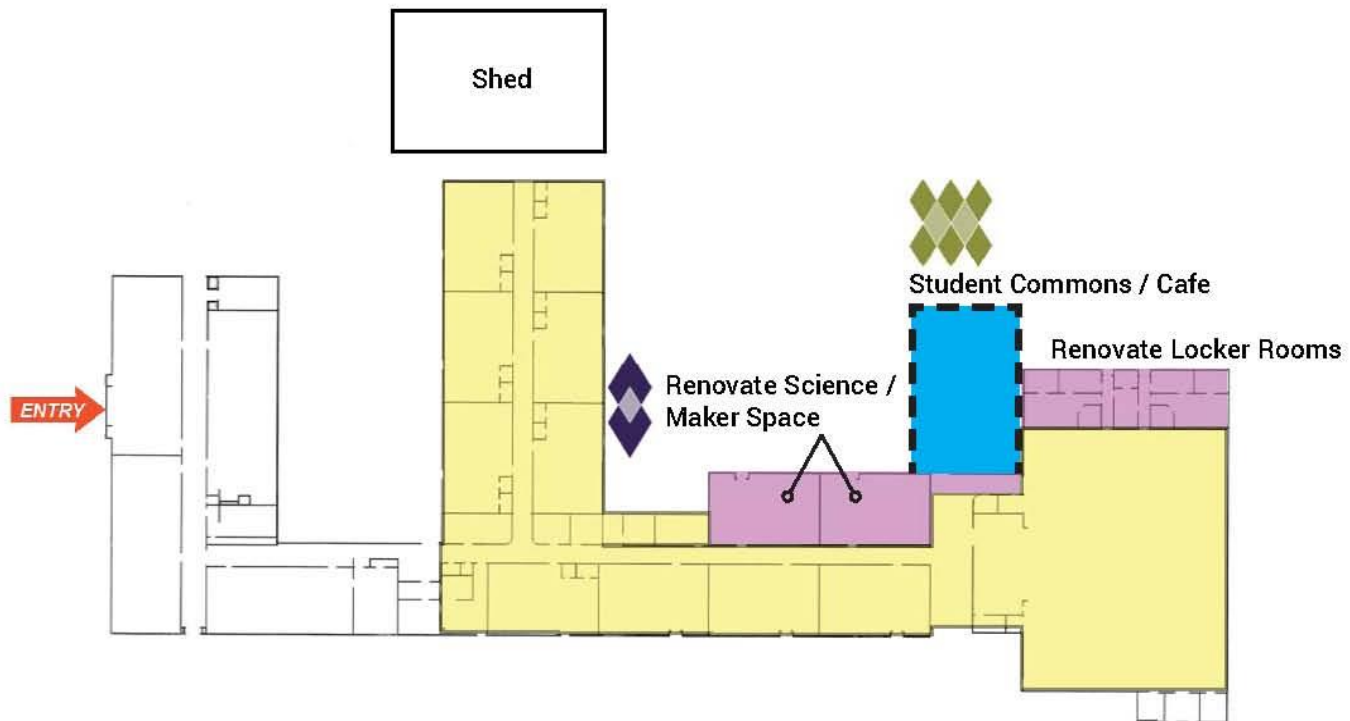 Shed
Student Commons / Cafe
Renovate Locker Rooms
Renovate Science /
Maker Space
ENTRY